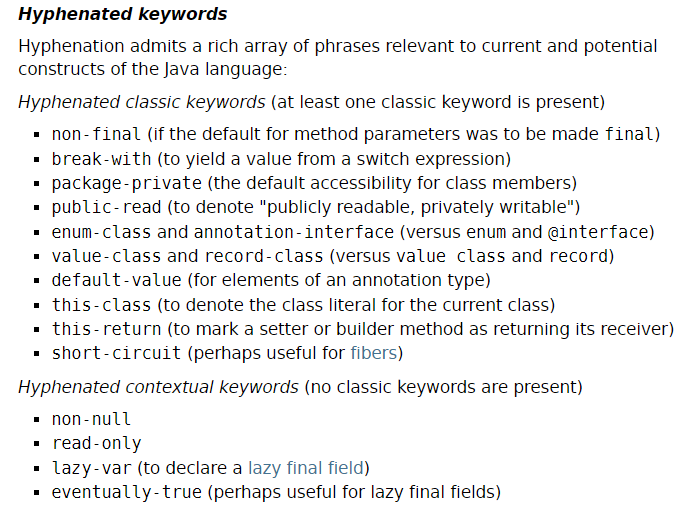 Hyphenated keywords
Hyphenation admits a rich array of phrases relevant to current and potential
constructs of the Java language:
Hyphenated classic keywords (at least one classic keyword is present)
▪ non-final (if the default for method parameters was to be made final)
▪ break-with (to yield a value from a switch expression)
▪ package-private (the default accessibility for class members)
▪ public-read (to denote "publicly readable, privately writable")
▪ enum-class and annotation-interface (versus enum and @interface)
▪ value-class and record-class (versus value class and record)
▪ default-value (for elements of an annotation type)
▪ this-class (to denote the class literal for the current class)
▪ this-return (to mark a setter or builder method as returning its receiver)
▪ short-circuit (perhaps useful for fibers)
Hyphenated contextual keywords (no classic keywords are present)
▪ non-null
▪ read-only
▪ lazy-var (to declare a lazy final field)
▪ eventually-true (perhaps useful for lazy final fields)